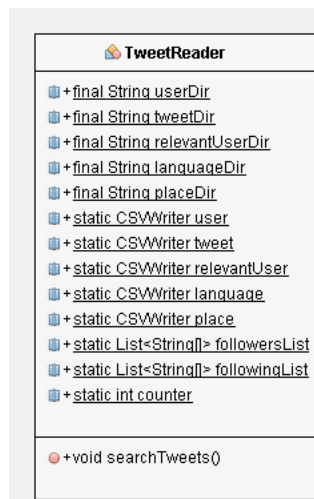 TweetReader
+final String userDir
+final String tweetDir
+final String relevantUserDir
+final String languageDir
+final String placeDir
+static CSVWriter user
+static CSVWriter tweet
+static CSVWriter relevantUser
+static CSVWriter language
+static CSVWriter place
+static List<String[]> followersList
+static List<String[]> followingList
+static int counter
+void searchTweets()